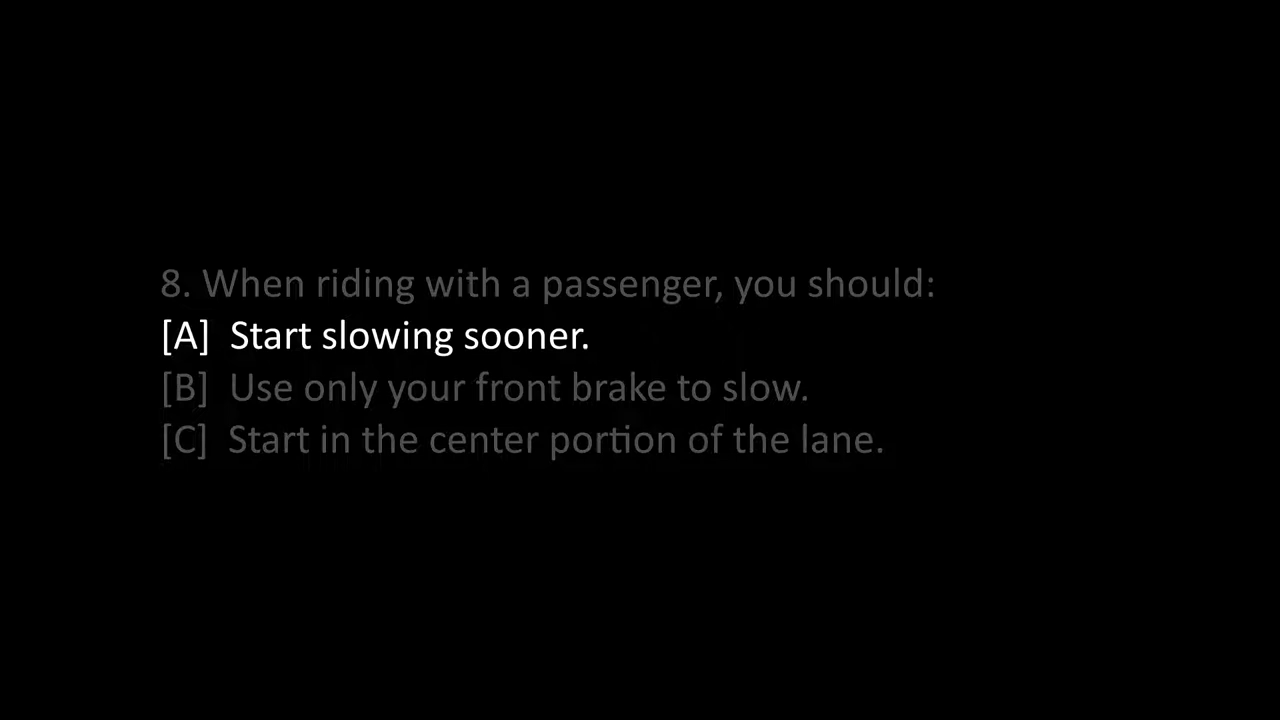 8. When riding with a passenger, you should:
[A]  Start slowing sooner.
[B]  Use only your front brake to slow.
[C]  Start in the center portion of the lane.